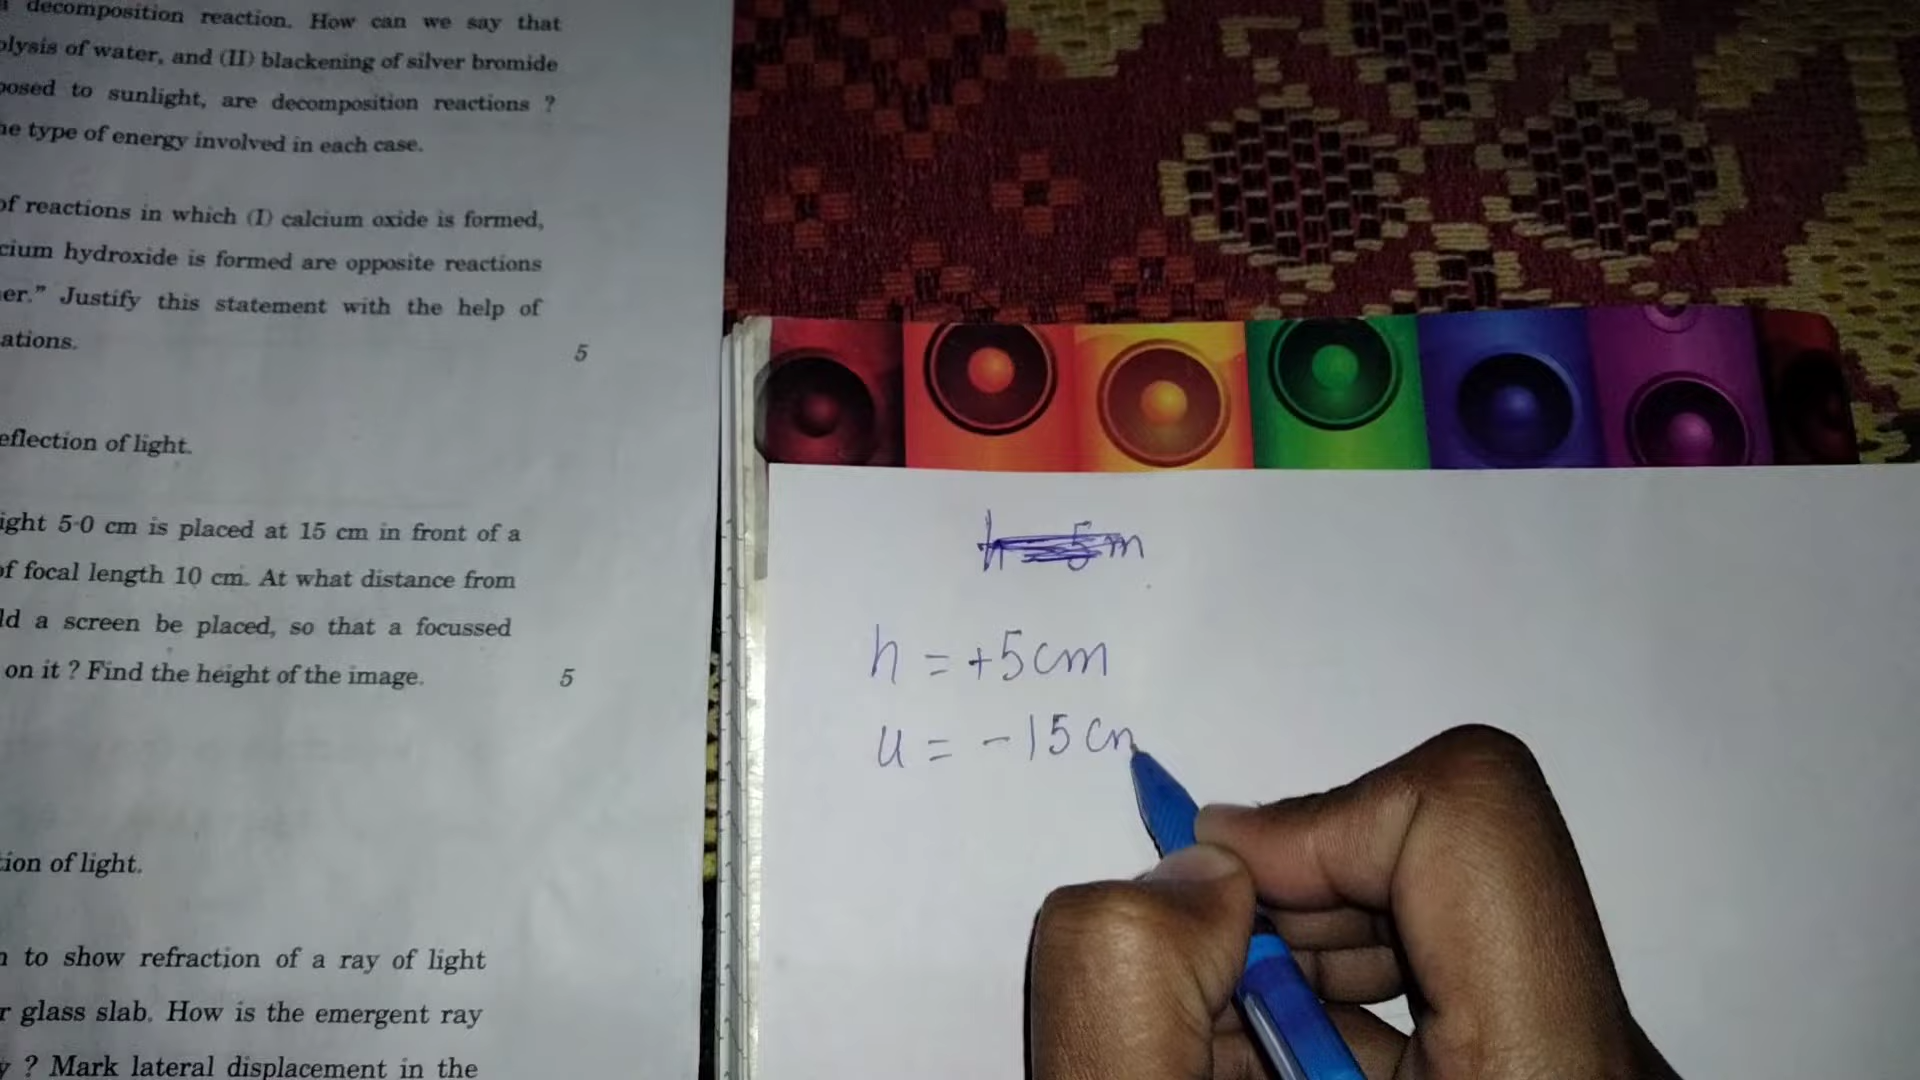 decomposition reaction. How can we say that
olysis of water, and (II) blackening of silver bromide
posed to sunlight, are decomposition reactions ?
he type of energy involved in each case.
of reactions in which (I) calcium oxide is formed,
cium hydroxide is formed are opposite reactions
er.” Justify this statement with the help of
ations.
5
eflection of light.
ight 5·0 cm is placed at 15 cm in front of a
of focal length 10 cm. At what distance from
ld a screen be placed, so that a focussed
on it ? Find the height of the image.
5
tion of light.
n to show refraction of a ray of light
r glass slab. How is the emergent ray
y ? Mark lateral displacement in the
h = 5m
h = +5cm
u = -15cm